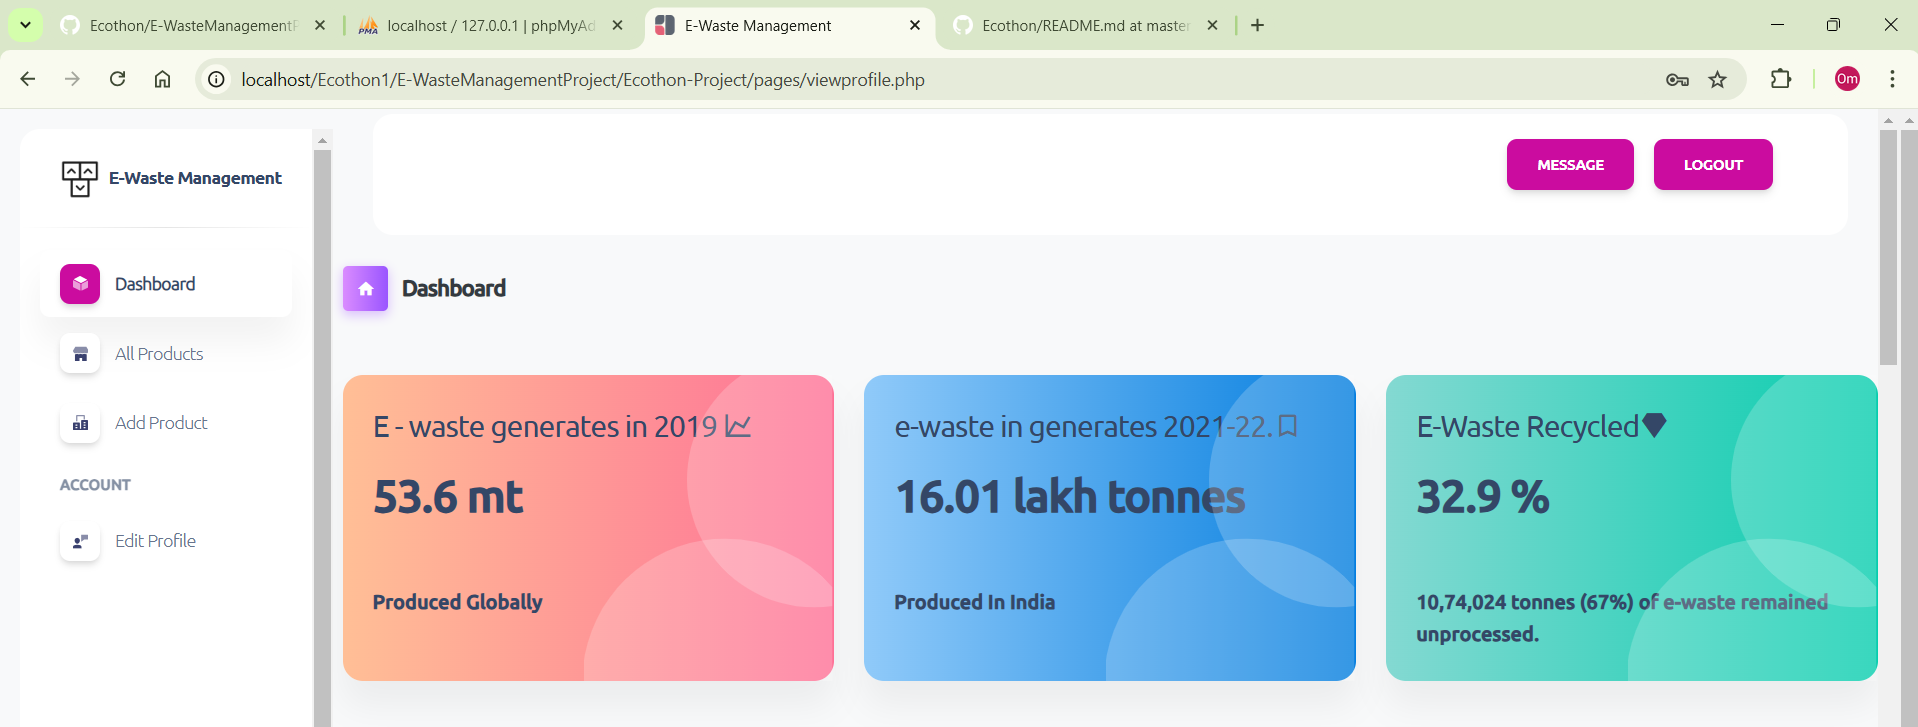 Ecothon/E-WasteManagementP
localhost / 127.0.0.1 | phpMyAd
E-Waste Management
Ecothon/README.md at master
localhost/Ecothon1/E-WasteManagementProject/Ecothon-Project/pages/viewprofile.php
Om
E-Waste Management
MESSAGE
LOGOUT
Dashboard
All Products
Add Product
ACCOUNT
Edit Profile
Dashboard
E - waste generates in 2019
53.6 mt
Produced Globally
e-waste in generates 2021-22.
16.01 lakh tonnes
Produced In India
E-Waste Recycled
32.9 %
10,74,024 tonnes (67%) of e-waste remained
unprocessed.